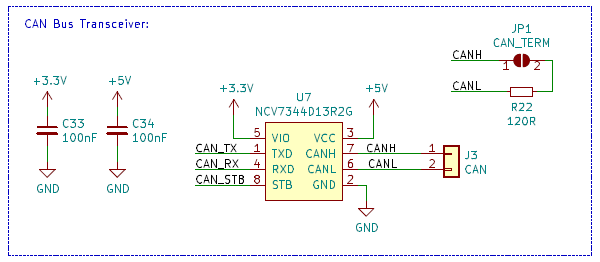 CAN Bus Transceiver:
JP1
CAN_TERM
CANH
1 2
CANL
R22
120R
+3.3V
C33
100nF
GND
+5V
C34
100nF
GND
+3.3V
U7
NCV7344D13R2G
+5V
5 VIO VCC 3
CAN_TX 1 TXD CANH 7 CANH 1
CAN_RX 4 RXD CANL 6 CANL 2
CAN_STB 8 STB GND 2
J3
CAN
GND